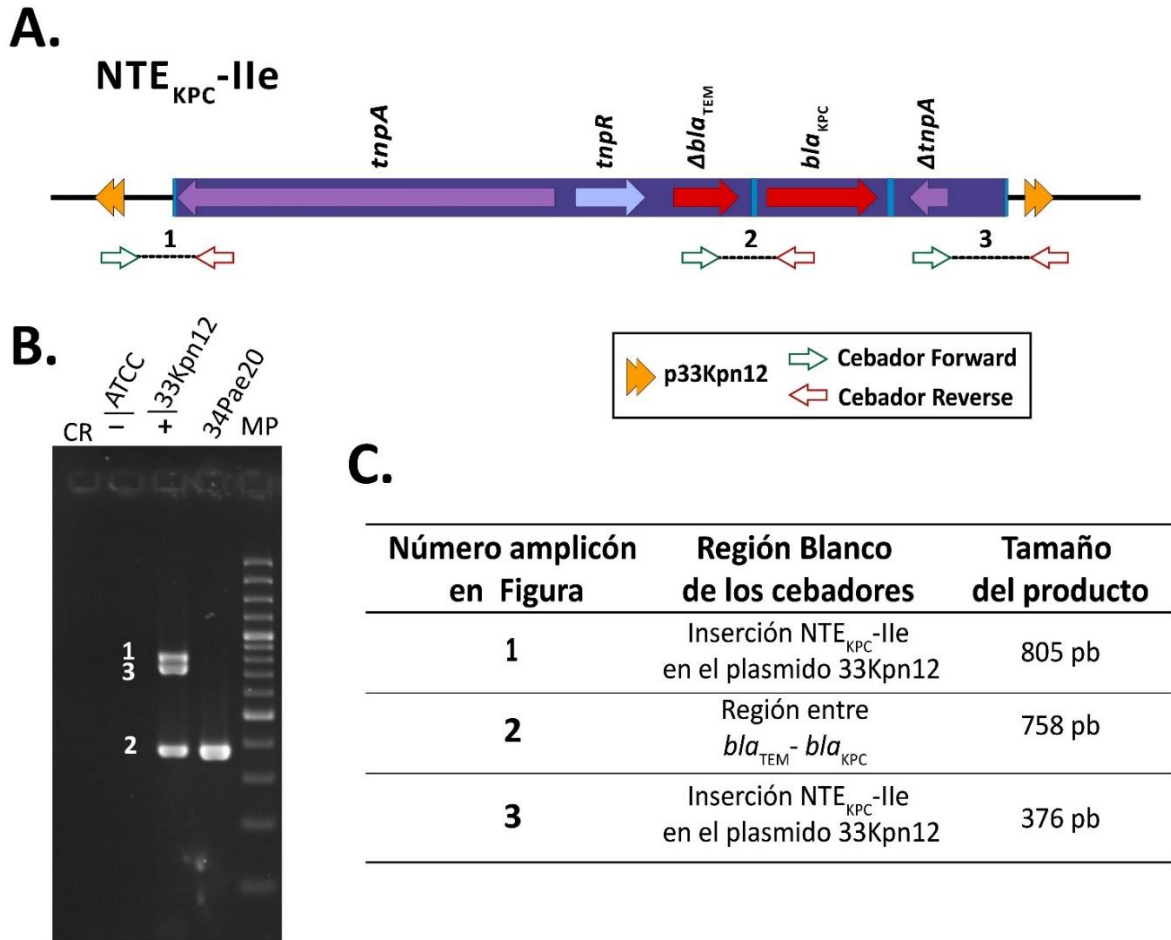 A.
NTEKPC-IIe
tnpA
tnpR
ΔblaTEM
blaKPC
ΔtnpA
1
2
3
p33Kpn12
Cebador Forward
Cebador Reverse
B.
CR
ATCC
–
33Kpn12
+
34Pae20
MP
1
3
2
C.
Número amplicón
en Figura
Región Blanco
de los cebadores
Tamaño
del producto
1
Inserción NTEKPC-IIe
en el plasmido 33Kpn12
805 pb
2
Región entre
blaTEM- blaKPC
758 pb
3
Inserción NTEKPC-IIe
en el plasmido 33Kpn12
376 pb